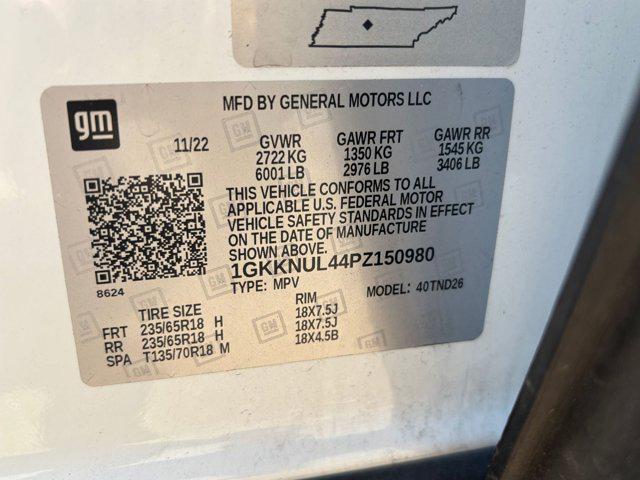 gm
MFD BY GENERAL MOTORS LLC
11/22 GVWR GAWR FRT GAWR RR
2722 KG 1350 KG 1545 KG
6001 LB 2976 LB 3406 LB
THIS VEHICLE CONFORMS TO ALL
APPLICABLE U.S. FEDERAL MOTOR
VEHICLE SAFETY STANDARDS IN EFFECT
ON THE DATE OF MANUFACTURE
SHOWN ABOVE.
1GKKNUL44PZ150980
8624 TYPE: MPV MODEL: 40TND26
TIRE SIZE RIM
FRT 235/65R18 H 18X7.5J
RR 235/65R18 H 18X7.5J
SPA T135/70R18 M 18X4.5B